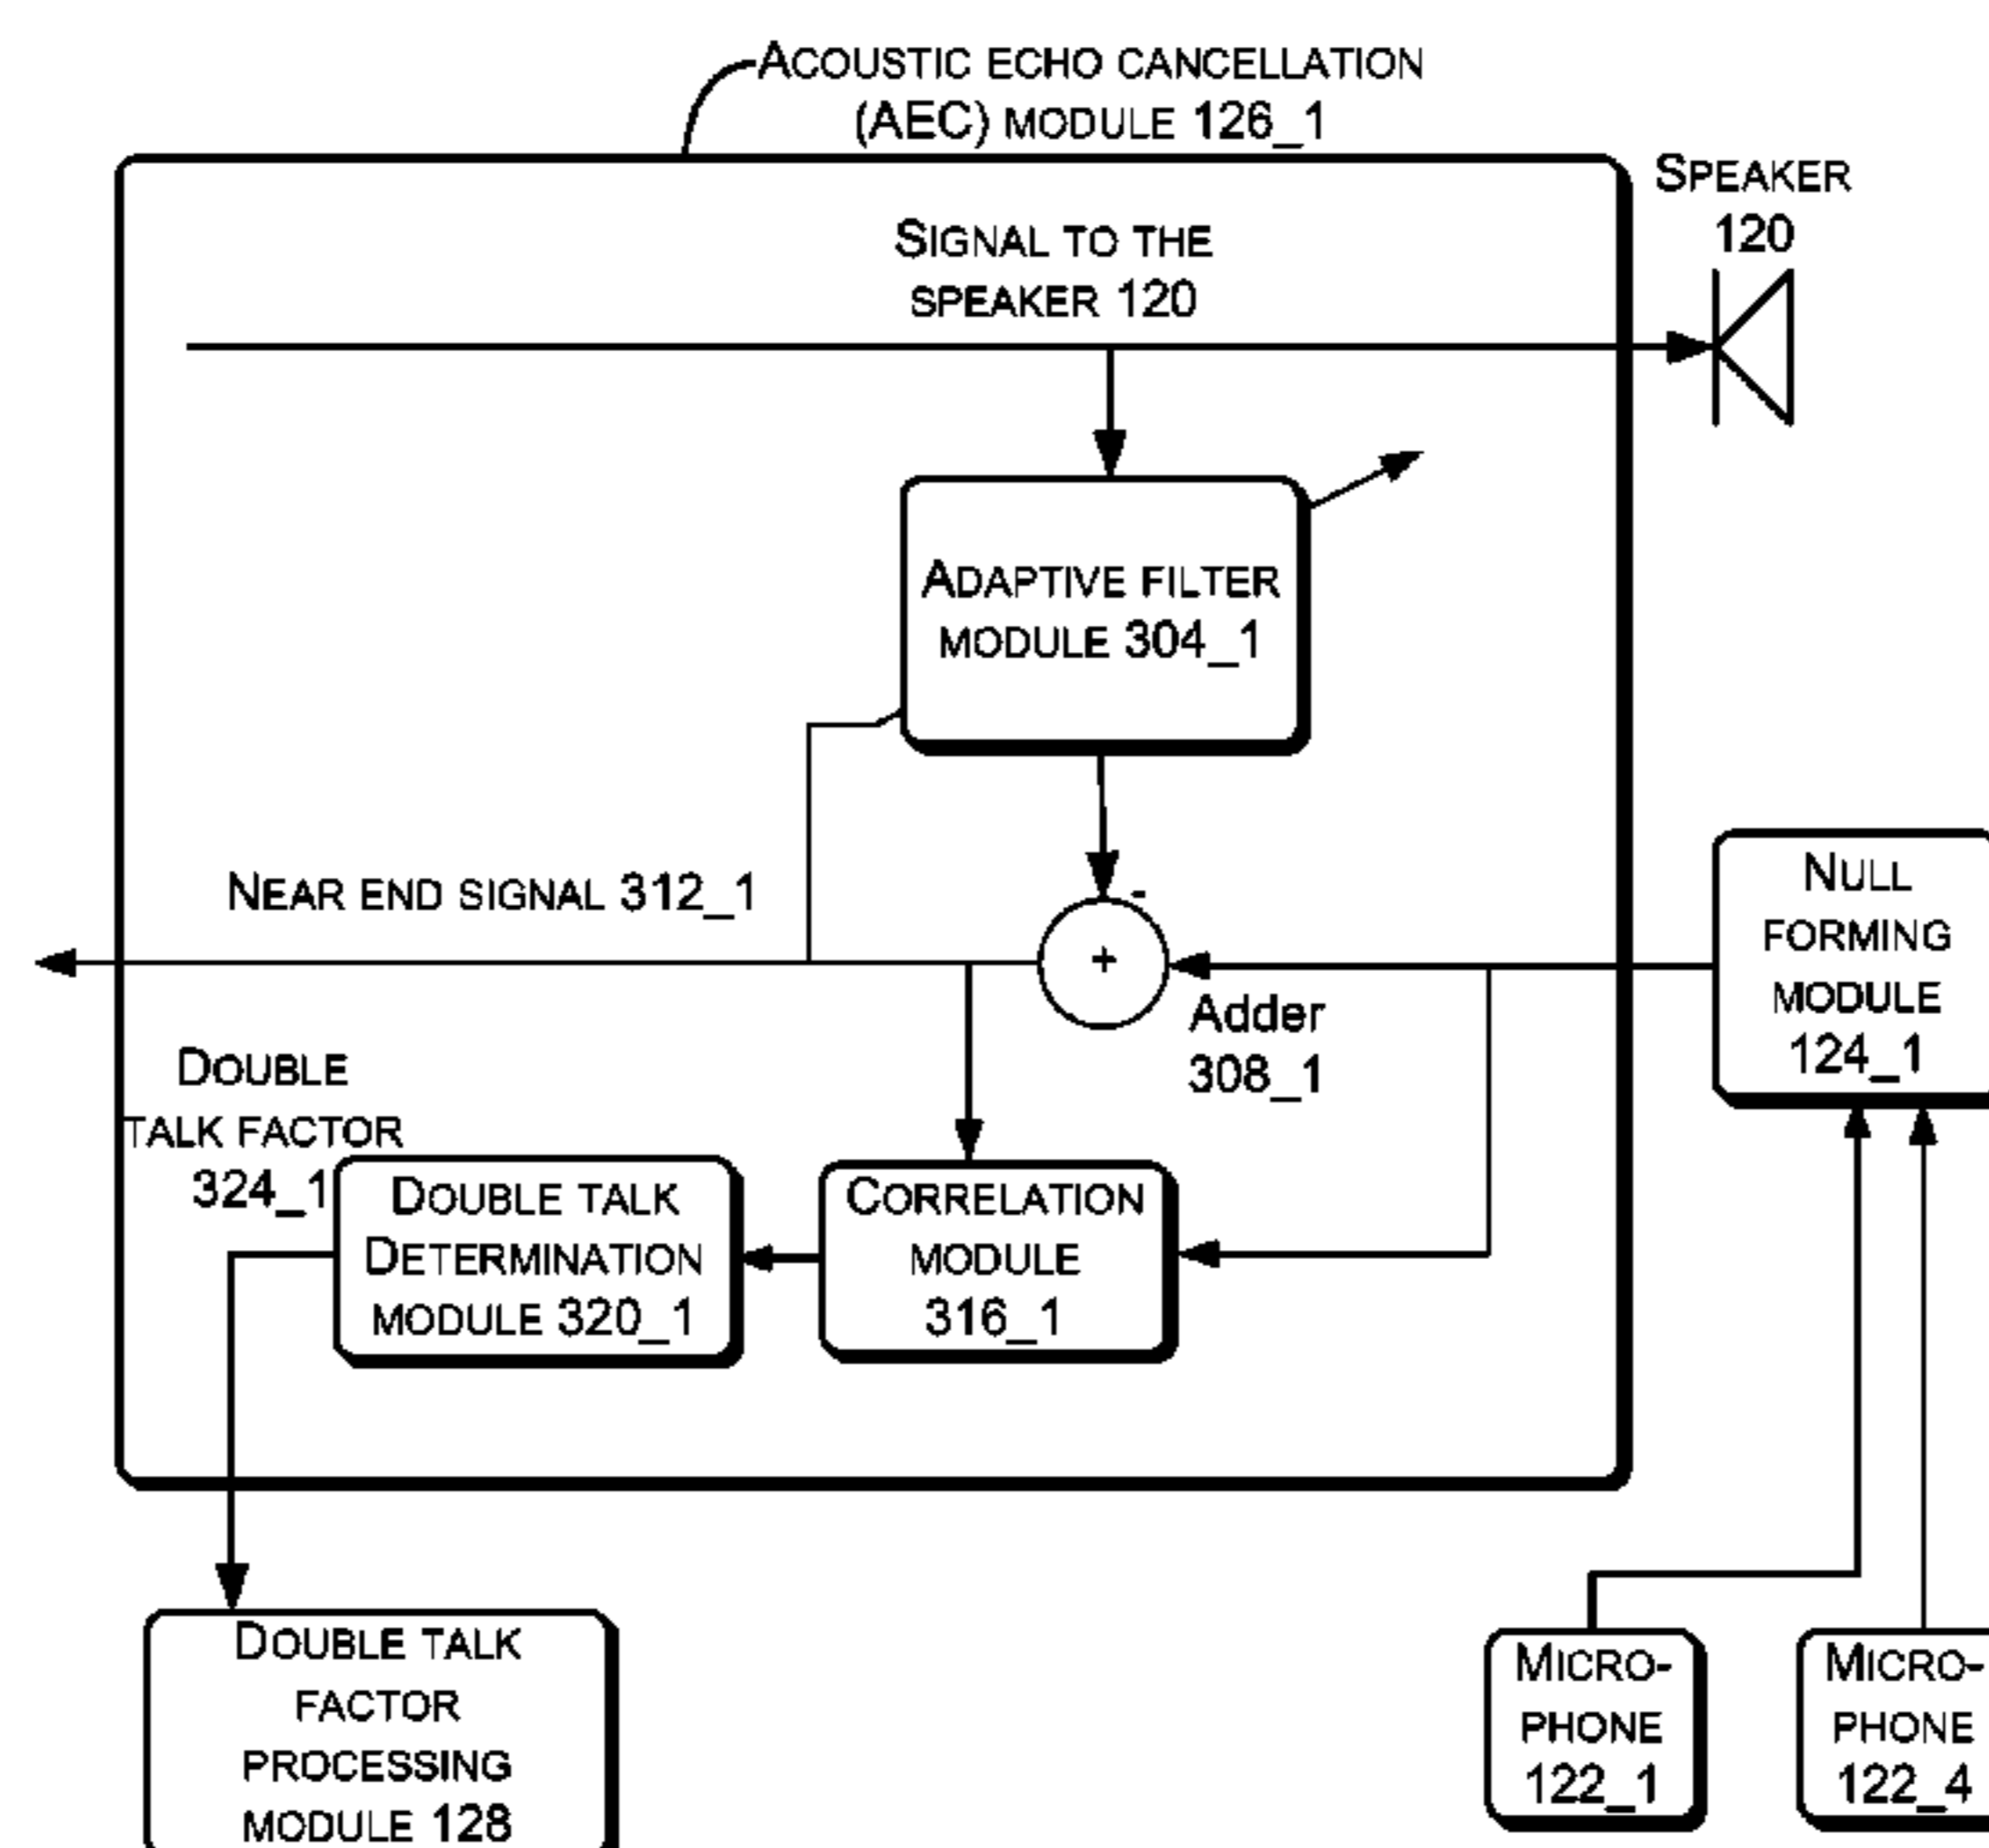 ACOUSTIC ECHO CANCELLATION
(AEC) MODULE 126_1
SPEAKER
120
SIGNAL TO THE
SPEAKER 120
ADAPTIVE FILTER
MODULE 304_1
-
+
NEAR END SIGNAL 312_1
Adder
308_1
NULL
FORMING
MODULE
124_1
DOUBLE
TALK FACTOR
324_1
DOUBLE TALK
DETERMINATION
MODULE 320_1
CORRELATION
MODULE
316_1
DOUBLE TALK
FACTOR
PROCESSING
MODULE 128
MICRO-
PHONE
122_1
MICRO-
PHONE
122_4